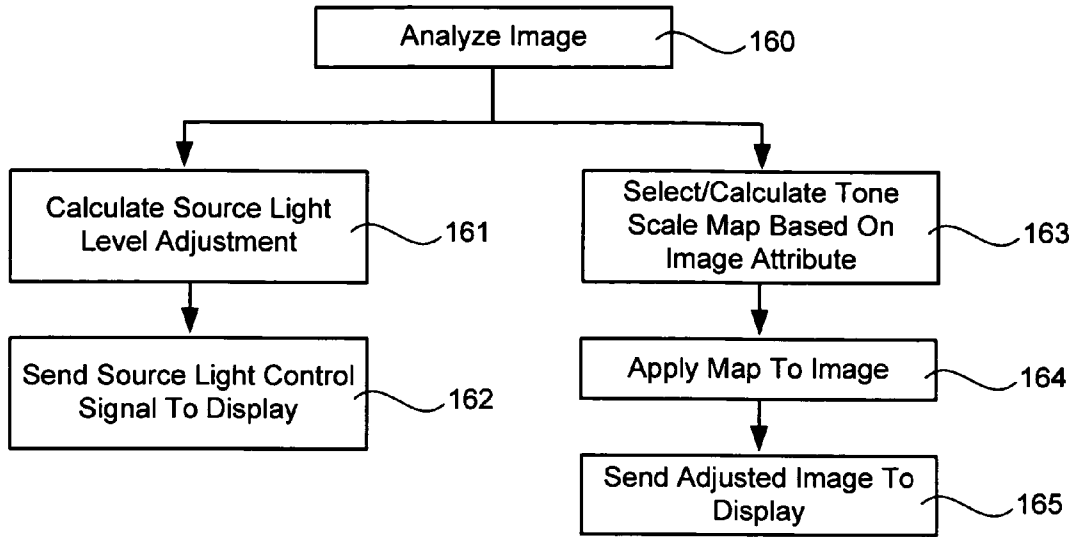 Analyze Image
160
Calculate Source Light
Level Adjustment
161
Send Source Light Control
Signal To Display
162
Select/Calculate Tone
Scale Map Based On
Image Attribute
163
Apply Map To Image
164
Send Adjusted Image To
Display
165